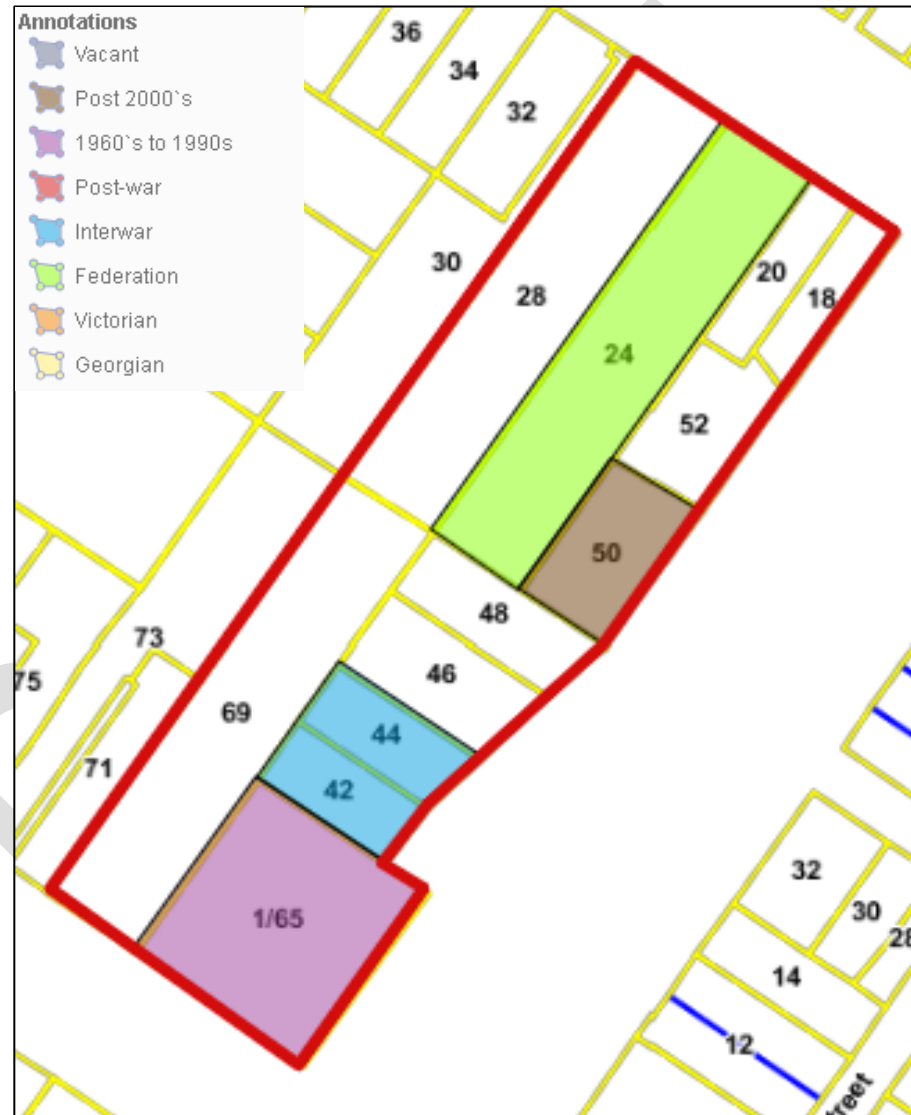 Annotations
Vacant
Post 2000`s
1960`s to 1990s
Post-war
Interwar
Federation
Victorian
Georgian
36
34
32
30
28
20
18
24
52
50
48
73
46
75
69
44
71
42
32
1/65
30
28
14
12
reet